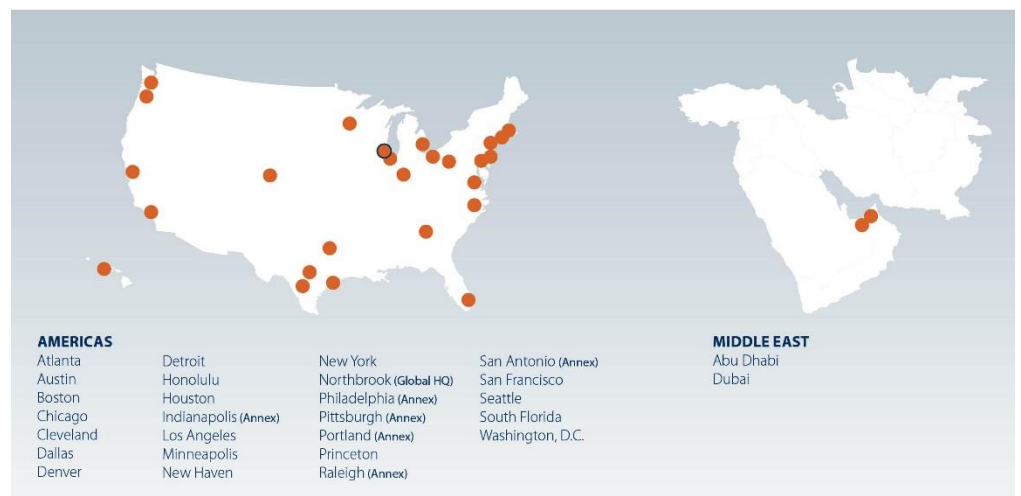 AMERICAS
Atlanta
Austin
Boston
Chicago
Cleveland
Dallas
Denver
Detroit
Honolulu
Houston
Indianapolis (Annex)
Los Angeles
Minneapolis
New Haven
New York
Northbrook (Global HQ)
Philadelphia (Annex)
Pittsburgh (Annex)
Portland (Annex)
Princeton
Raleigh (Annex)
San Antonio (Annex)
San Francisco
Seattle
South Florida
Washington, D.C.
MIDDLE EAST
Abu Dhabi
Dubai